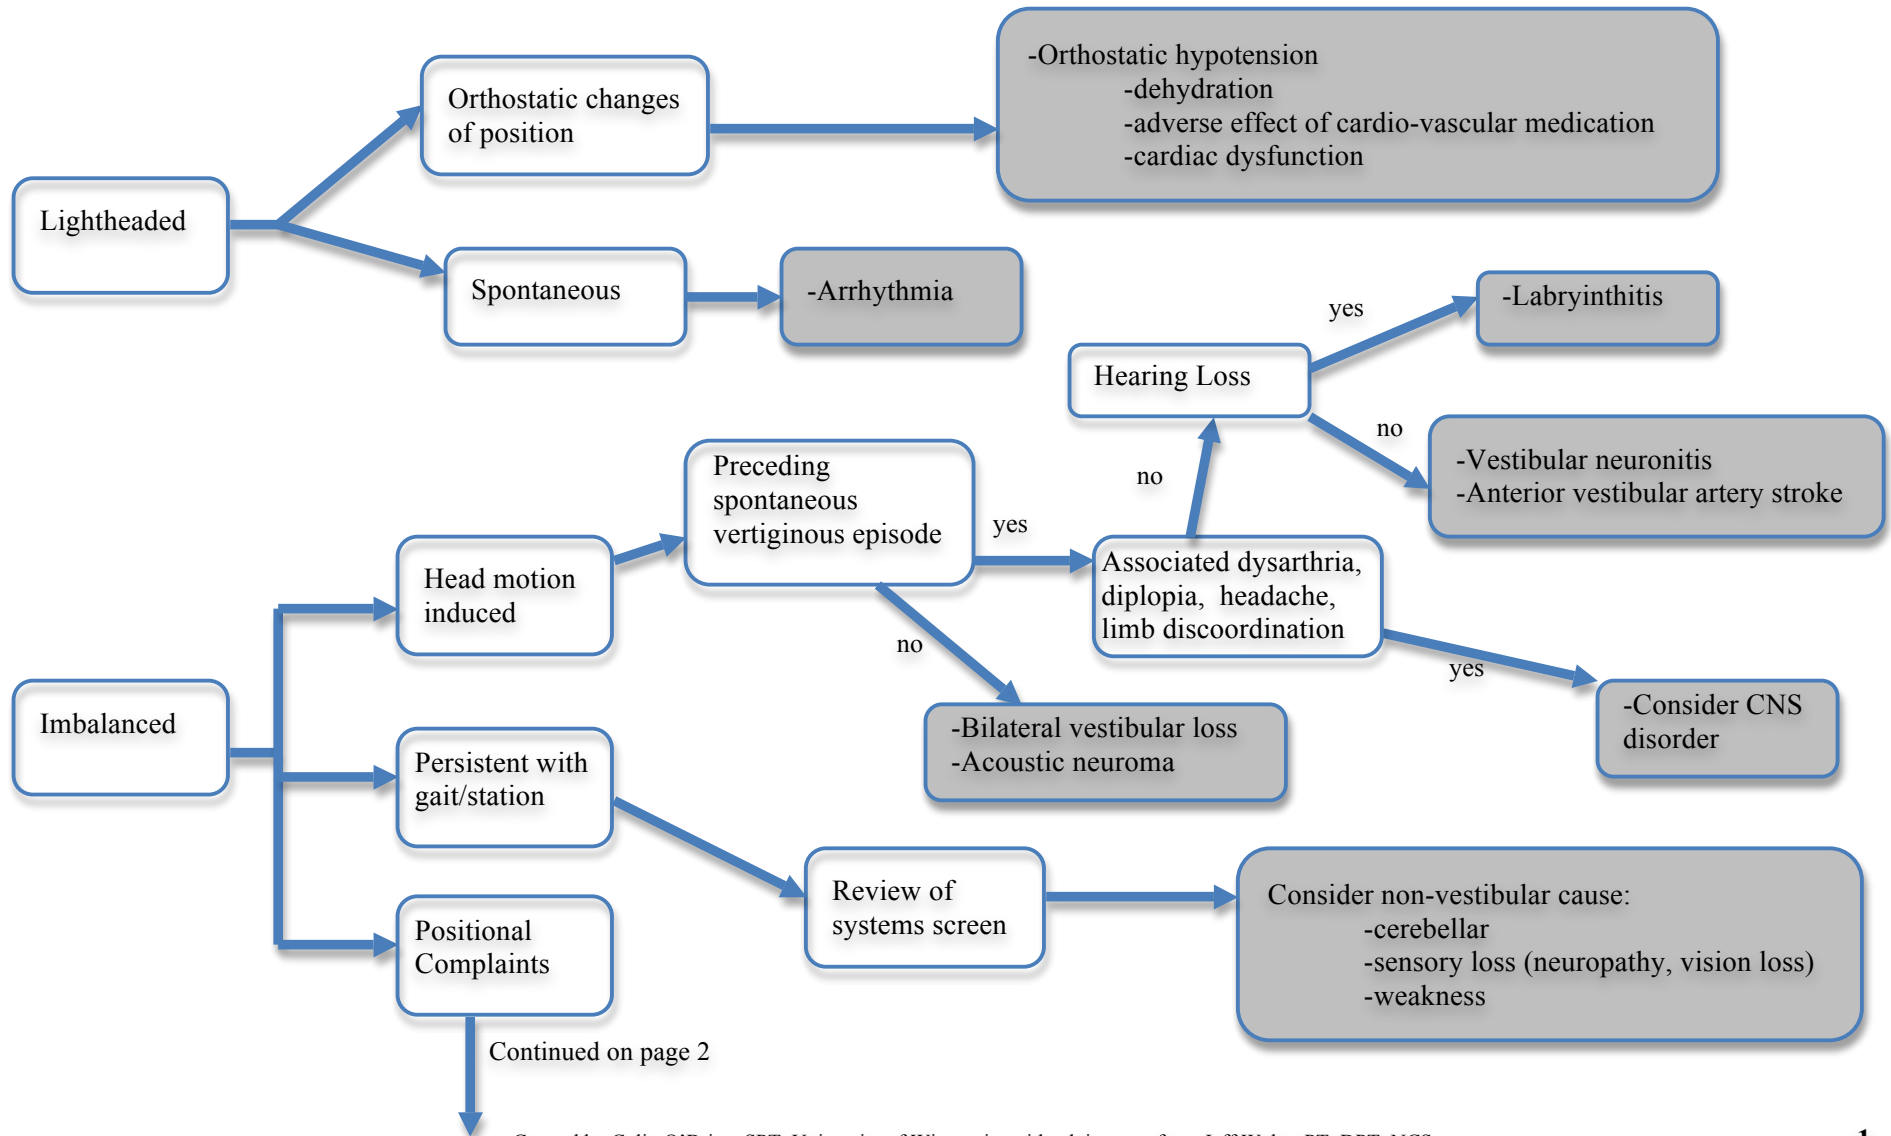 -Orthostatic hypotension
-dehydration
-adverse effect of cardio-vascular medication
-cardiac dysfunction
Orthostatic changes
of position
Lightheaded
Spontaneous
-Arrhythmia
-Labryinthitis
yes
Hearing Loss
no
-Vestibular neuronitis
-Anterior vestibular artery stroke
Preceding
spontaneous
vertiginous episode
yes
no
Associated dysarthria,
diplopia, headache,
limb discoordination
Head motion
induced
no
yes
-Consider CNS
disorder
-Bilateral vestibular loss
-Acoustic neuroma
Imbalanced
Persistent with
gait/station
Review of
systems screen
Consider non-vestibular cause:
-cerebellar
-sensory loss (neuropathy, vision loss)
-weakness
Positional
Complaints
Continued on page 2